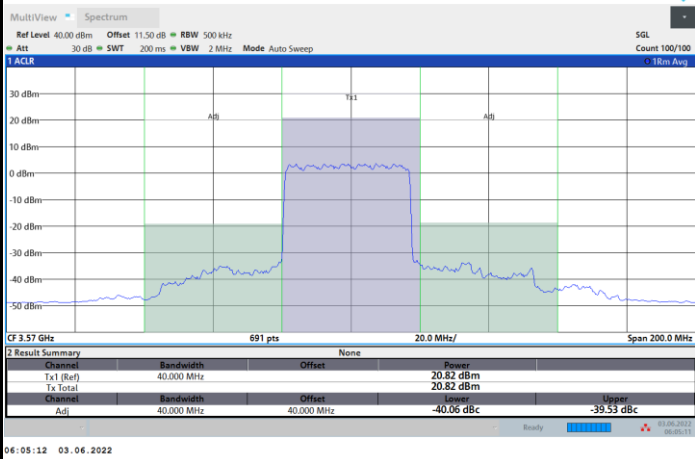 MultiView Spectrum
Ref Level 40.00 dBm Offset 11.50 dB RBW 500 kHz SGL
Att 30 dB SWT 200 ms VBW 2 MHz Mode Auto Sweep Count 100/100
1 ACLR 1Rm Avg
30 dBm
Tx1
20 dBm
Adj Adj
10 dBm
0 dBm
-10 dBm
-20 dBm
-30 dBm
-40 dBm
-50 dBm
CF 3.57 GHz 691 pts 20.0 MHz/ Span 200.0 MHz
2 Result Summary None
Channel Bandwidth Offset Power
Tx1 (Ref) 40.000 MHz 20.82 dBm
Tx Total 20.82 dBm
Channel Bandwidth Offset Lower Upper
Adj 40.000 MHz 40.000 MHz -40.06 dBc -39.53 dBc
Ready 03.06.2022
06:05:11
06:05:12 03.06.2022